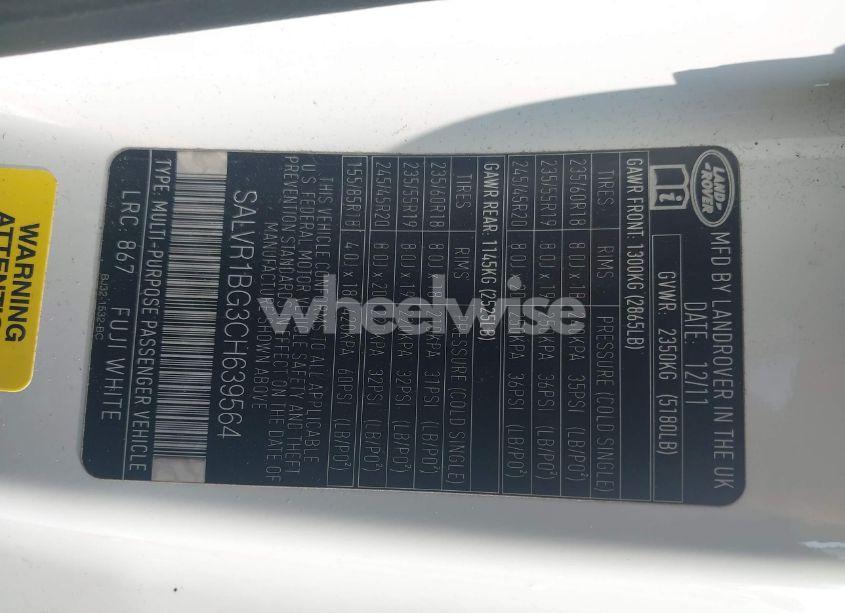 LAND
ROVER
MFD BY LANDROVER IN THE UK
DATE: 12/11
GVWR: 2350KG (5180LB)
GAWR FRONT: 1300KG (2865LB)
TIRES RIMS PRESSURE (COLD SINGLE)
235/60R18 8.0J x 18 35PSI (LB/PO²)
235/55R19 8.0J x 19 36PSI (LB/PO²)
245/45R20 8.0J x 36PSI (LB/PO²)
GAWR REAR: 1145KG (2525LB)
TIRES RIMS PRESSURE (COLD SINGLE)
235/60R18 8.0J x 18 31PSI (LB/PO²)
235/55R19 8.0J x 32PSI (LB/PO²)
245/45R20 8.0J x 32PSI (LB/PO²)
155/85R18 4.0J x 18 60PSI (LB/PO²)
THIS VEHICLE CONFORMS TO ALL APPLICABLE
U.S FEDERAL MOTOR VEHICLE SAFETY AND THEFT
PREVENTION STANDARDS IN EFFECT ON THE DATE OF
MANUFACTURE SHOWN ABOVE
SALVR1BG3CH639564
TYPE: MULTI-PURPOSE PASSENGER VEHICLE
LRC: 867 FUJI WHITE
BJ32-1532-BC
WARNING
wheelwise